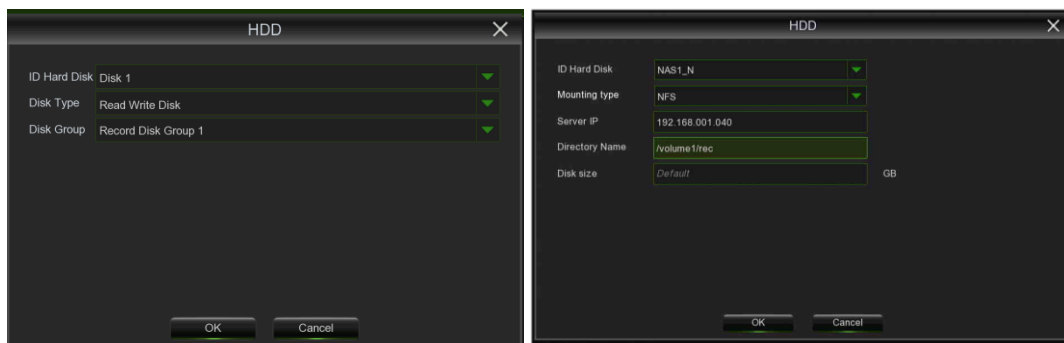 HDD
ID Hard Disk Disk 1
Disk Type Read Write Disk
Disk Group Record Disk Group 1
OK Cancel
HDD
ID Hard Disk NAS1_N
Mounting type NFS
Server IP 192.168.001.040
Directory Name /volume1/rec
Disk size Default GB
OK Cancel